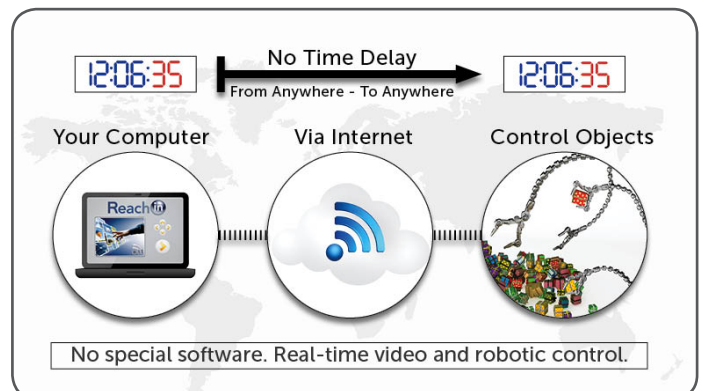 No Time Delay
12:06:35
12:06:35
From Anywhere - To Anywhere
Your Computer
Via Internet
Control Objects
Reach in
No special software. Real-time video and robotic control.